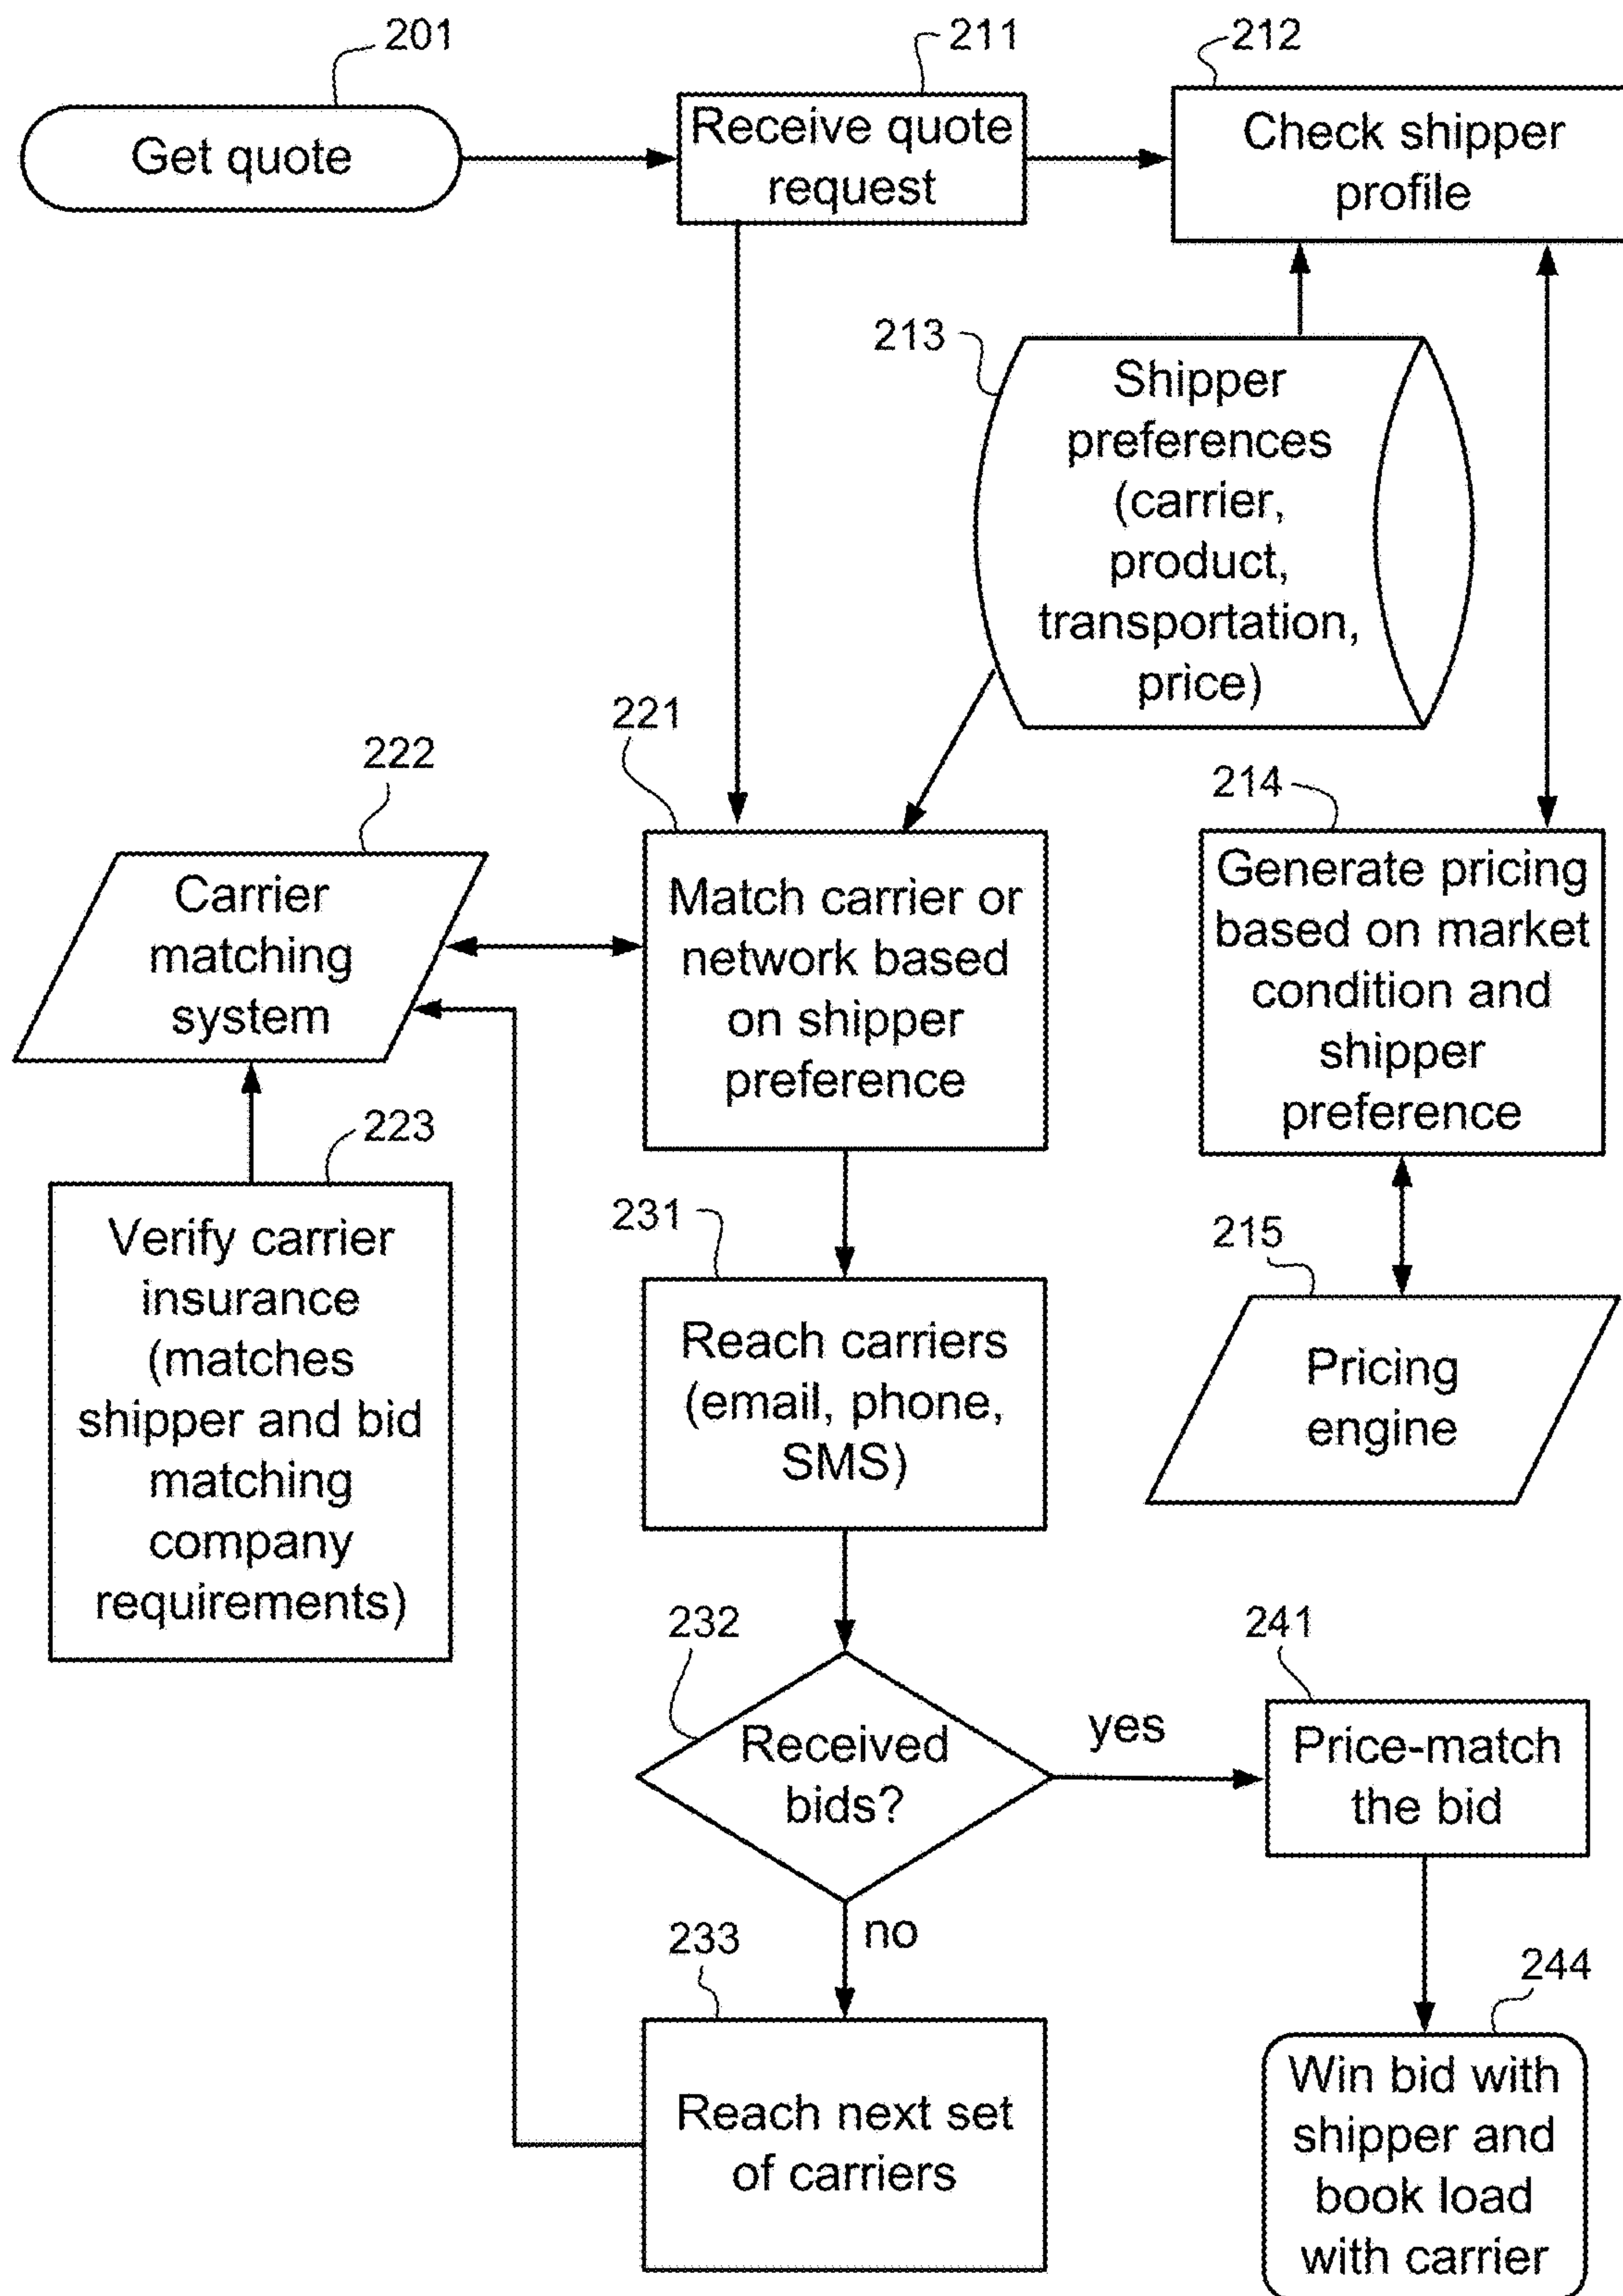 201
211
212
Get quote
Receive quote
request
Check shipper
profile
213
Shipper
preferences
(carrier,
product,
transportation,
price)
221
222
214
Carrier
matching
system
Match carrier or
network based
on shipper
preference
Generate pricing
based on market
condition and
shipper
preference
223
Verify carrier
insurance
(matches
shipper and bid
matching
company
requirements)
231
215
Reach carriers
(email, phone,
SMS)
Pricing
engine
232
241
Received
bids?
yes
Price-match
the bid
no
233
244
Reach next set
of carriers
Win bid with
shipper and
book load
with carrier